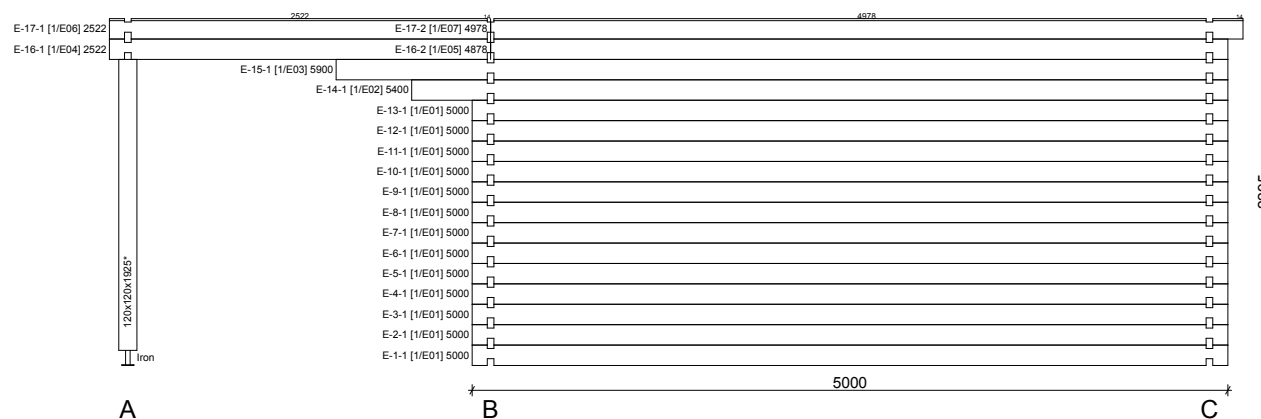 2522
4978
E-17-1 [1/E06] 2522
E-17-2 [1/E07] 4978
E-16-1 [1/E04] 2522
E-16-2 [1/E05] 4878
E-15-1 [1/E03] 5900
E-14-1 [1/E02] 5400
E-13-1 [1/E01] 5000
E-12-1 [1/E01] 5000
E-11-1 [1/E01] 5000
E-10-1 [1/E01] 5000
E-9-1 [1/E01] 5000
E-8-1 [1/E01] 5000
E-7-1 [1/E01] 5000
E-6-1 [1/E01] 5000
E-5-1 [1/E01] 5000
E-4-1 [1/E01] 5000
E-3-1 [1/E01] 5000
E-2-1 [1/E01] 5000
E-1-1 [1/E01] 5000
120x120x1925*
Iron
5000
A
B
C